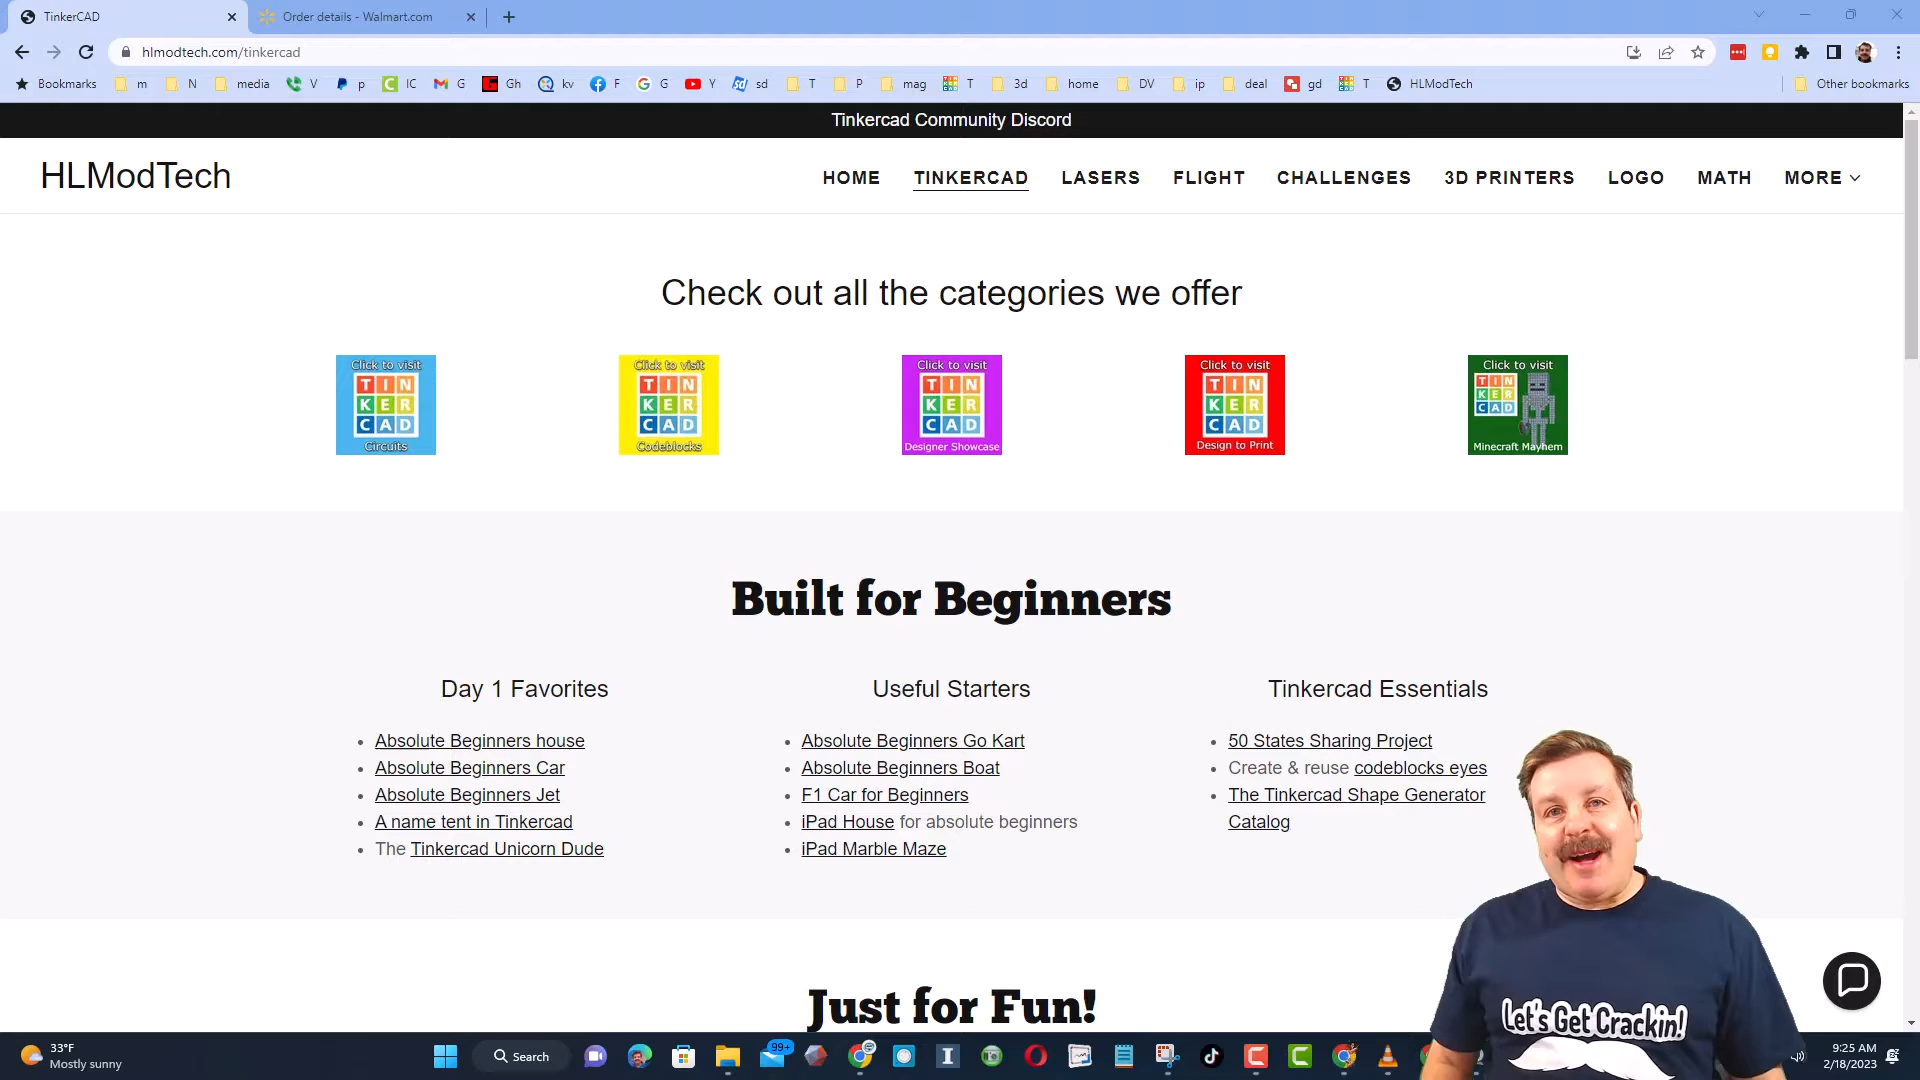 TinkerCAD
Order details - Walmart.com
hlmodtech.com/tinkercad
Bookmarks m N media V p IC G Gh kv F G Y sd T P mag T 3d home DV ip deal gd T HLModTech Other bookmarks
Tinkercad Community Discord
HLModTech
HOME TINKERCAD LASERS FLIGHT CHALLENGES 3D PRINTERS LOGO MATH MORE
Check out all the categories we offer
Click to visit
TIN
KER
CAD
Circuits
Click to visit
TIN
KER
CAD
Codeblocks
Click to visit
TIN
KER
CAD
Designer Showcase
Click to visit
TIN
KER
CAD
Design to Print
Click to visit
TIN
KER
CAD
Minecraft Mayhem
Built for Beginners
Day 1 Favorites
Absolute Beginners house
Absolute Beginners Car
Absolute Beginners Jet
A name tent in Tinkercad
The Tinkercad Unicorn Dude
Useful Starters
Absolute Beginners Go Kart
Absolute Beginners Boat
F1 Car for Beginners
iPad House for absolute beginners
iPad Marble Maze
Tinkercad Essentials
50 States Sharing Project
Create & reuse codeblocks eyes
The Tinkercad Shape Generator
Catalog
Just for Fun!
Let's Get Crackin!
33°F
Mostly sunny
Search
99+
9:25 AM
2/18/2023